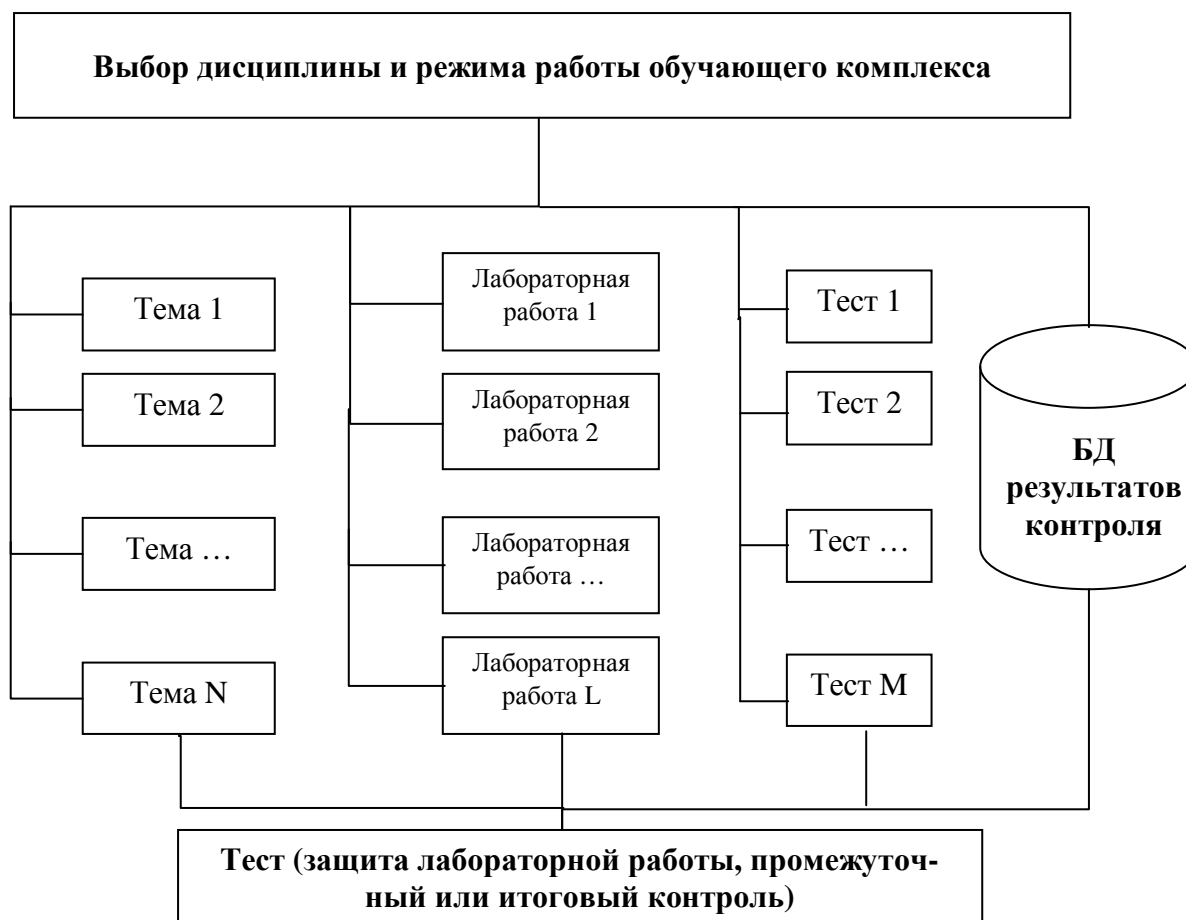 Выбор дисциплины и режима работы обучающего комплекса
Тема 1
Тема 2
Тема …
Тема N
Лабораторная
работа 1
Лабораторная
работа 2
Лабораторная
работа …
Лабораторная
работа L
Тест 1
Тест 2
Тест …
Тест M
БД
результатов
контроля
Тест (защита лабораторной работы, промежуточ-
ный или итоговый контроль)